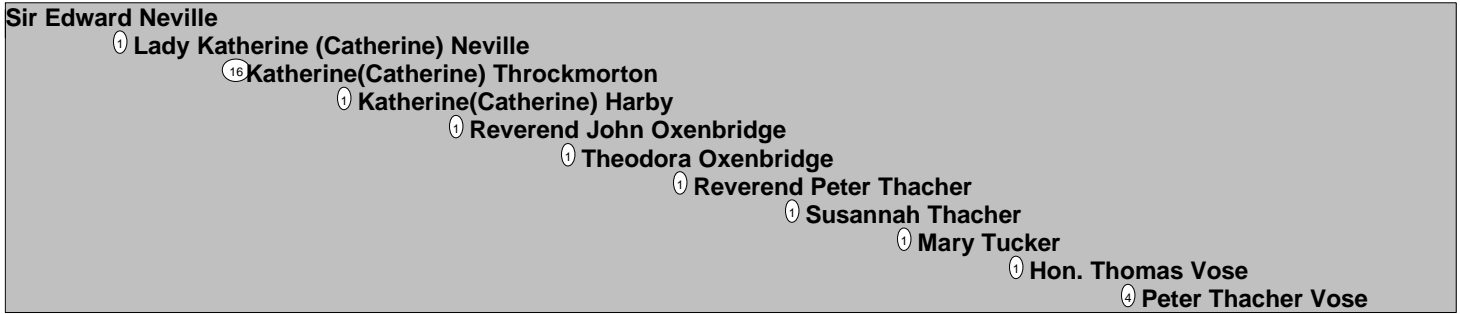 Sir Edward Neville
1 Lady Katherine (Catherine) Neville
16 Katherine(Catherine) Throckmorton
1 Katherine(Catherine) Harby
1 Reverend John Oxenbridge
1 Theodora Oxenbridge
1 Reverend Peter Thacher
1 Susannah Thacher
1 Mary Tucker
1 Hon. Thomas Vose
4 Peter Thacher Vose